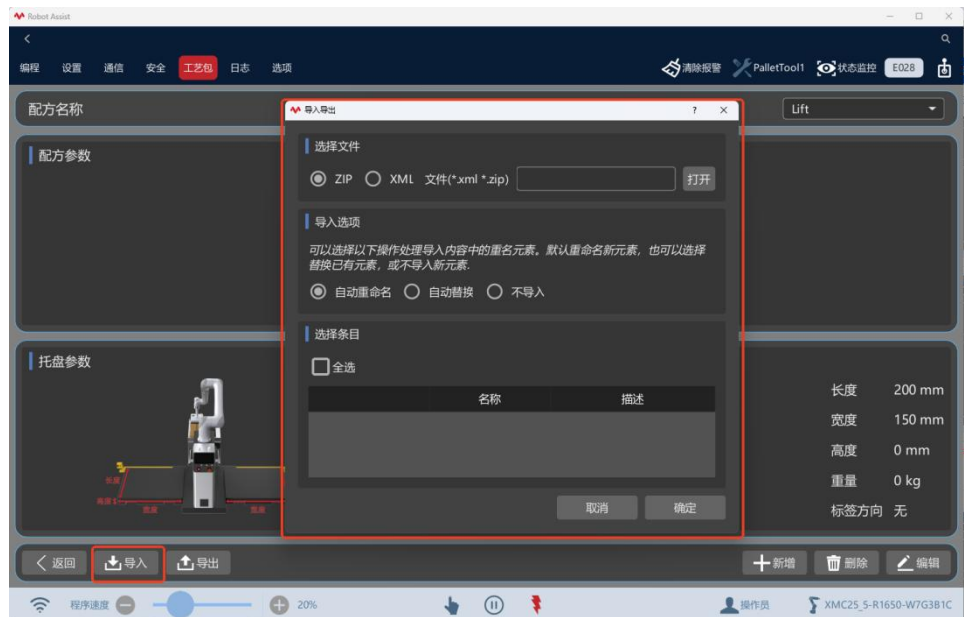 Robot Assist
编程 设置 通信 安全 工艺包 日志 选项 清除报警 PalletTool1 状态监控 E028
配方名称 Lift
导入导出 ?
配方参数
选择文件
ZIP XML 文件(*.xml *.zip) 打开
导入选项
可以选择以下操作处理导入内容中的重名元素。默认重命名新元素，也可以选择
替换已有元素，或不导入新元素.
自动重命名 自动替换 不导入
选择条目
全选
名称 描述
取消 确定
托盘参数
长度 200 mm
宽度 150 mm
高度 0 mm
重量 0 kg
标签方向 无
长度
高度
宽度 宽度
返回 导入 导出 新增 删除 编辑
程序速度 20% 操作员 XMC25_5-R1650-W7G3B1C